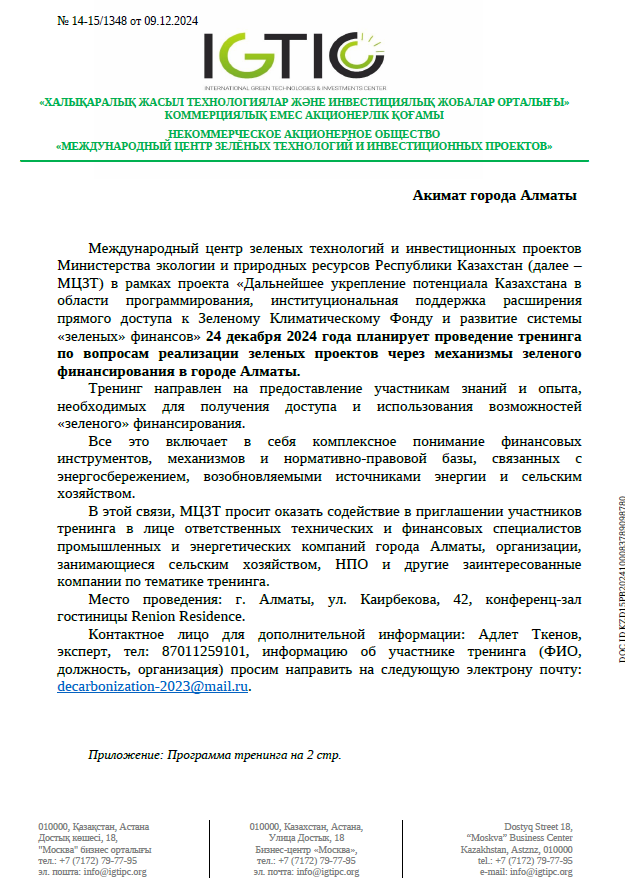 № 14-15/1348 от 09.12.2024
IGTIC
INTERNATIONAL GREEN TECHNOLOGIES & INVESTMENTS CENTER
«ХАЛЫҚАРАЛЫҚ ЖАСЫЛ ТЕХНОЛОГИЯЛАР ЖӘНЕ ИНВЕСТИЦИЯЛЫҚ ЖОБАЛАР ОРТАЛЫҒЫ»
КОММЕРЦИЯЛЫҚ ЕМЕС АКЦИОНЕРЛІК ҚОҒАМЫ
НЕКОММЕРЧЕСКОЕ АКЦИОНЕРНОЕ ОБЩЕСТВО
«МЕЖДУНАРОДНЫЙ ЦЕНТР ЗЕЛЁНЫХ ТЕХНОЛОГИЙ И ИНВЕСТИЦИОННЫХ ПРОЕКТОВ»
Акимат города Алматы
Международный центр зеленых технологий и инвестиционных проектов
Министерства экологии и природных ресурсов Республики Казахстан (далее –
МЦЗТ) в рамках проекта «Дальнейшее укрепление потенциала Казахстана в
области программирования, институциональная поддержка расширения
прямого доступа к Зеленому Климатическому Фонду и развитие системы
«зеленых» финансов» 24 декабря 2024 года планирует проведение тренинга
по вопросам реализации зеленых проектов через механизмы зеленого
финансирования в городе Алматы.
Тренинг направлен на предоставление участникам знаний и опыта,
необходимых для получения доступа и использования возможностей
«зеленого» финансирования.
Все это включает в себя комплексное понимание финансовых
инструментов, механизмов и нормативно-правовой базы, связанных с
энергосбережением, возобновляемыми источниками энергии и сельским
хозяйством.
В этой связи, МЦЗТ просит оказать содействие в приглашении участников
тренинга в лице ответственных технических и финансовых специалистов
промышленных и энергетических компаний города Алматы, организации,
занимающиеся сельским хозяйством, НПО и другие заинтересованные
компании по тематике тренинга.
Место проведения: г. Алматы, ул. Каирбекова, 42, конференц-зал
гостиницы Renion Residence.
Контактное лицо для дополнительной информации: Адлет Ткенов,
эксперт, тел: 87011259101, информацию об участнике тренинга (ФИО,
должность, организация) просим направить на следующую электрону почту:
decarbonization-2023@mail.ru.
Приложение: Программа тренинга на 2 стр.
010000, Қазақстан, Астана
Достық көшесі, 18,
"Москва" бизнес орталығы
тел.: +7 (7172) 79-77-95
эл. пошта: info@igtipc.org
010000, Казахстан, Астана,
Улица Достык, 18
Бизнес-центр «Москва»,
тел.: +7 (7172) 79-77-95
эл. почта: info@igtipc.org
Dostyq Street 18,
“Moskva” Business Center
Kazakhstan, Astznz, 010000
tel.: +7 (7172) 79-77-95
e-mail: info@igtipc.org